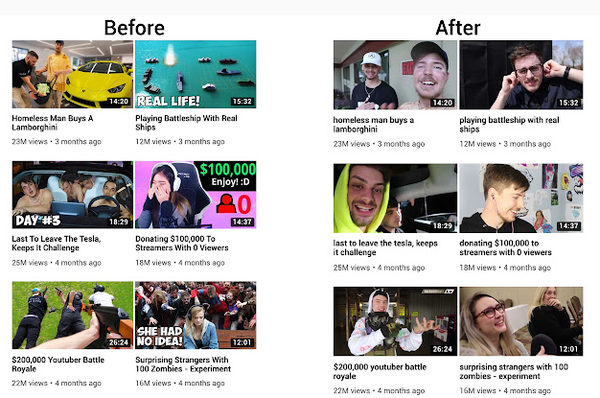 Before
After
14:20
REAL LIFE!
15:32
Homeless Man Buys A
Lamborghini
23M views • 3 months ago
Playing Battleship With Real
Ships
12M views • 3 months ago
14:20
15:32
homeless man buys a
lamborghini
23M views • 3 months ago
playing battleship with real
ships
12M views • 3 months ago
DAY #3
18:29
$100,000
Enjoy! :D
0
14:37
Last To Leave The Tesla,
Keeps It Challenge
25M views • 4 months ago
Donating $100,000 To
Streamers With 0 Viewers
18M views • 4 months ago
18:29
14:37
last to leave the tesla, keeps
it challenge
25M views • 4 months ago
donating $100,000 to
streamers with 0 viewers
18M views • 4 months ago
26:24
SHE HAD
NO IDEA!
12:01
$200,000 Youtuber Battle
Royale
22M views • 4 months ago
Surprising Strangers With
100 Zombies - Experiment
16M views • 4 months ago
26:24
12:01
$200,000 youtuber battle
royale
22M views • 4 months ago
surprising strangers with 100
zombies - experiment
16M views • 4 months ago